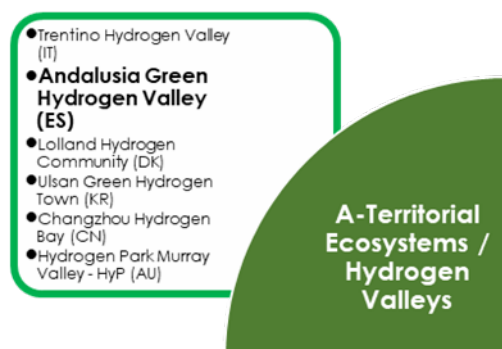 ●Trentino Hydrogen Valley
(IT)
●Andalusia Green
Hydrogen Valley
(ES)
●Lolland Hydrogen
Community (DK)
●Ulsan Green Hydrogen
Town (KR)
●Changzhou Hydrogen
Bay (CN)
●Hydrogen Park Murray
Valley - HyP (AU)
A-Territorial
Ecosystems /
Hydrogen
Valleys